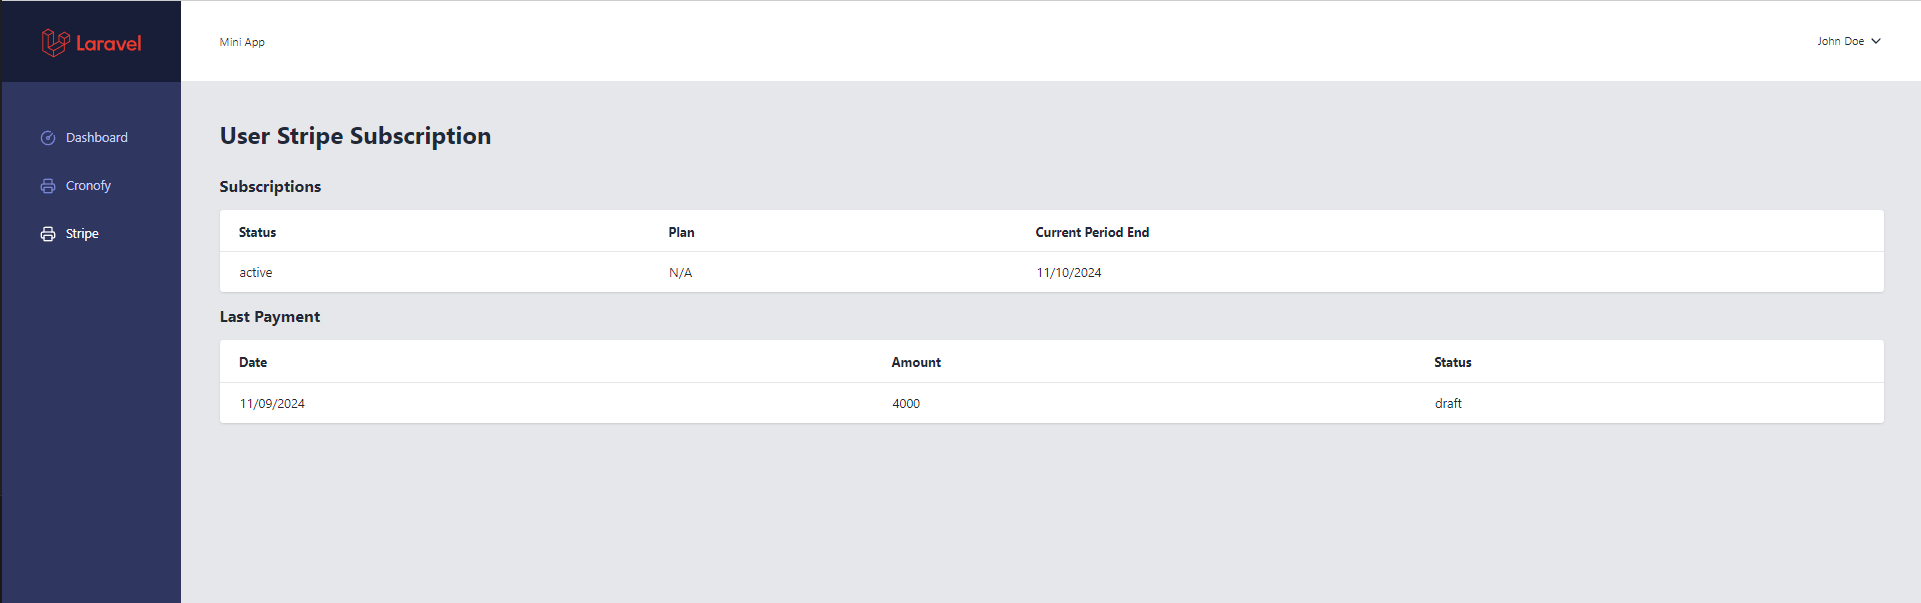 Laravel
Mini App
John Doe
Dashboard
Cronofy
Stripe
User Stripe Subscription
Subscriptions
Status Plan Current Period End
active N/A 11/10/2024
Last Payment
Date Amount Status
11/09/2024 4000 draft